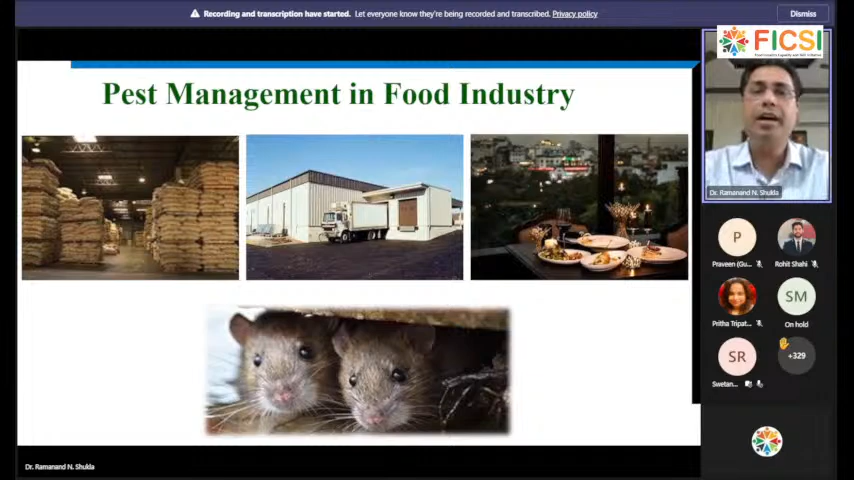 Recording and transcription have started. Let everyone know they're being recorded and transcribed. Privacy policy
Dismiss
FICSI
Pest Management in Food Industry
Dr. Ramanand N. Shukla
P
Praveen (Gu...
Rohit Shahi
Pritha Tripat...
SM
On hold
SR
Swetan...
+329
Dr. Ramanand N. Shukla